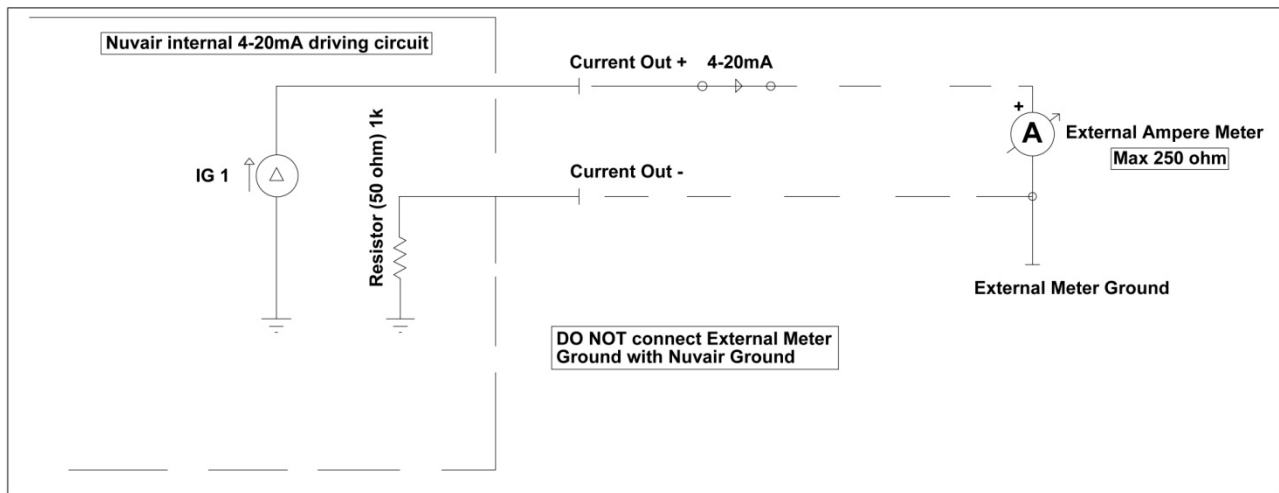 Nuvair internal 4-20mA driving circuit
Current Out + 4-20mA
+
A
External Ampere Meter
Max 250 ohm
IG 1
Resistor (50 ohm) 1k
Current Out -
External Meter Ground
DO NOT connect External Meter
Ground with Nuvair Ground